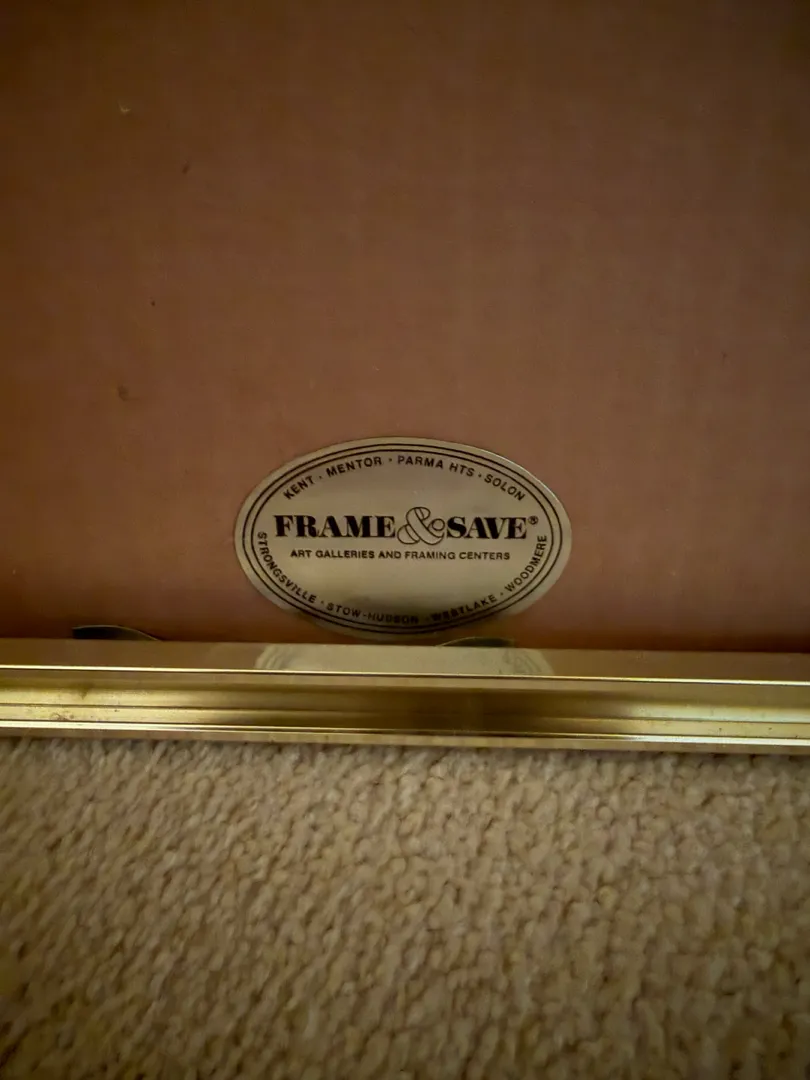 KENT · MENTOR · PARMA HTS · SOLON
FRAME & SAVE®
ART GALLERIES AND FRAMING CENTERS
STRONGSVILLE · STOW-HUDSON · WESTLAKE · WOODMERE